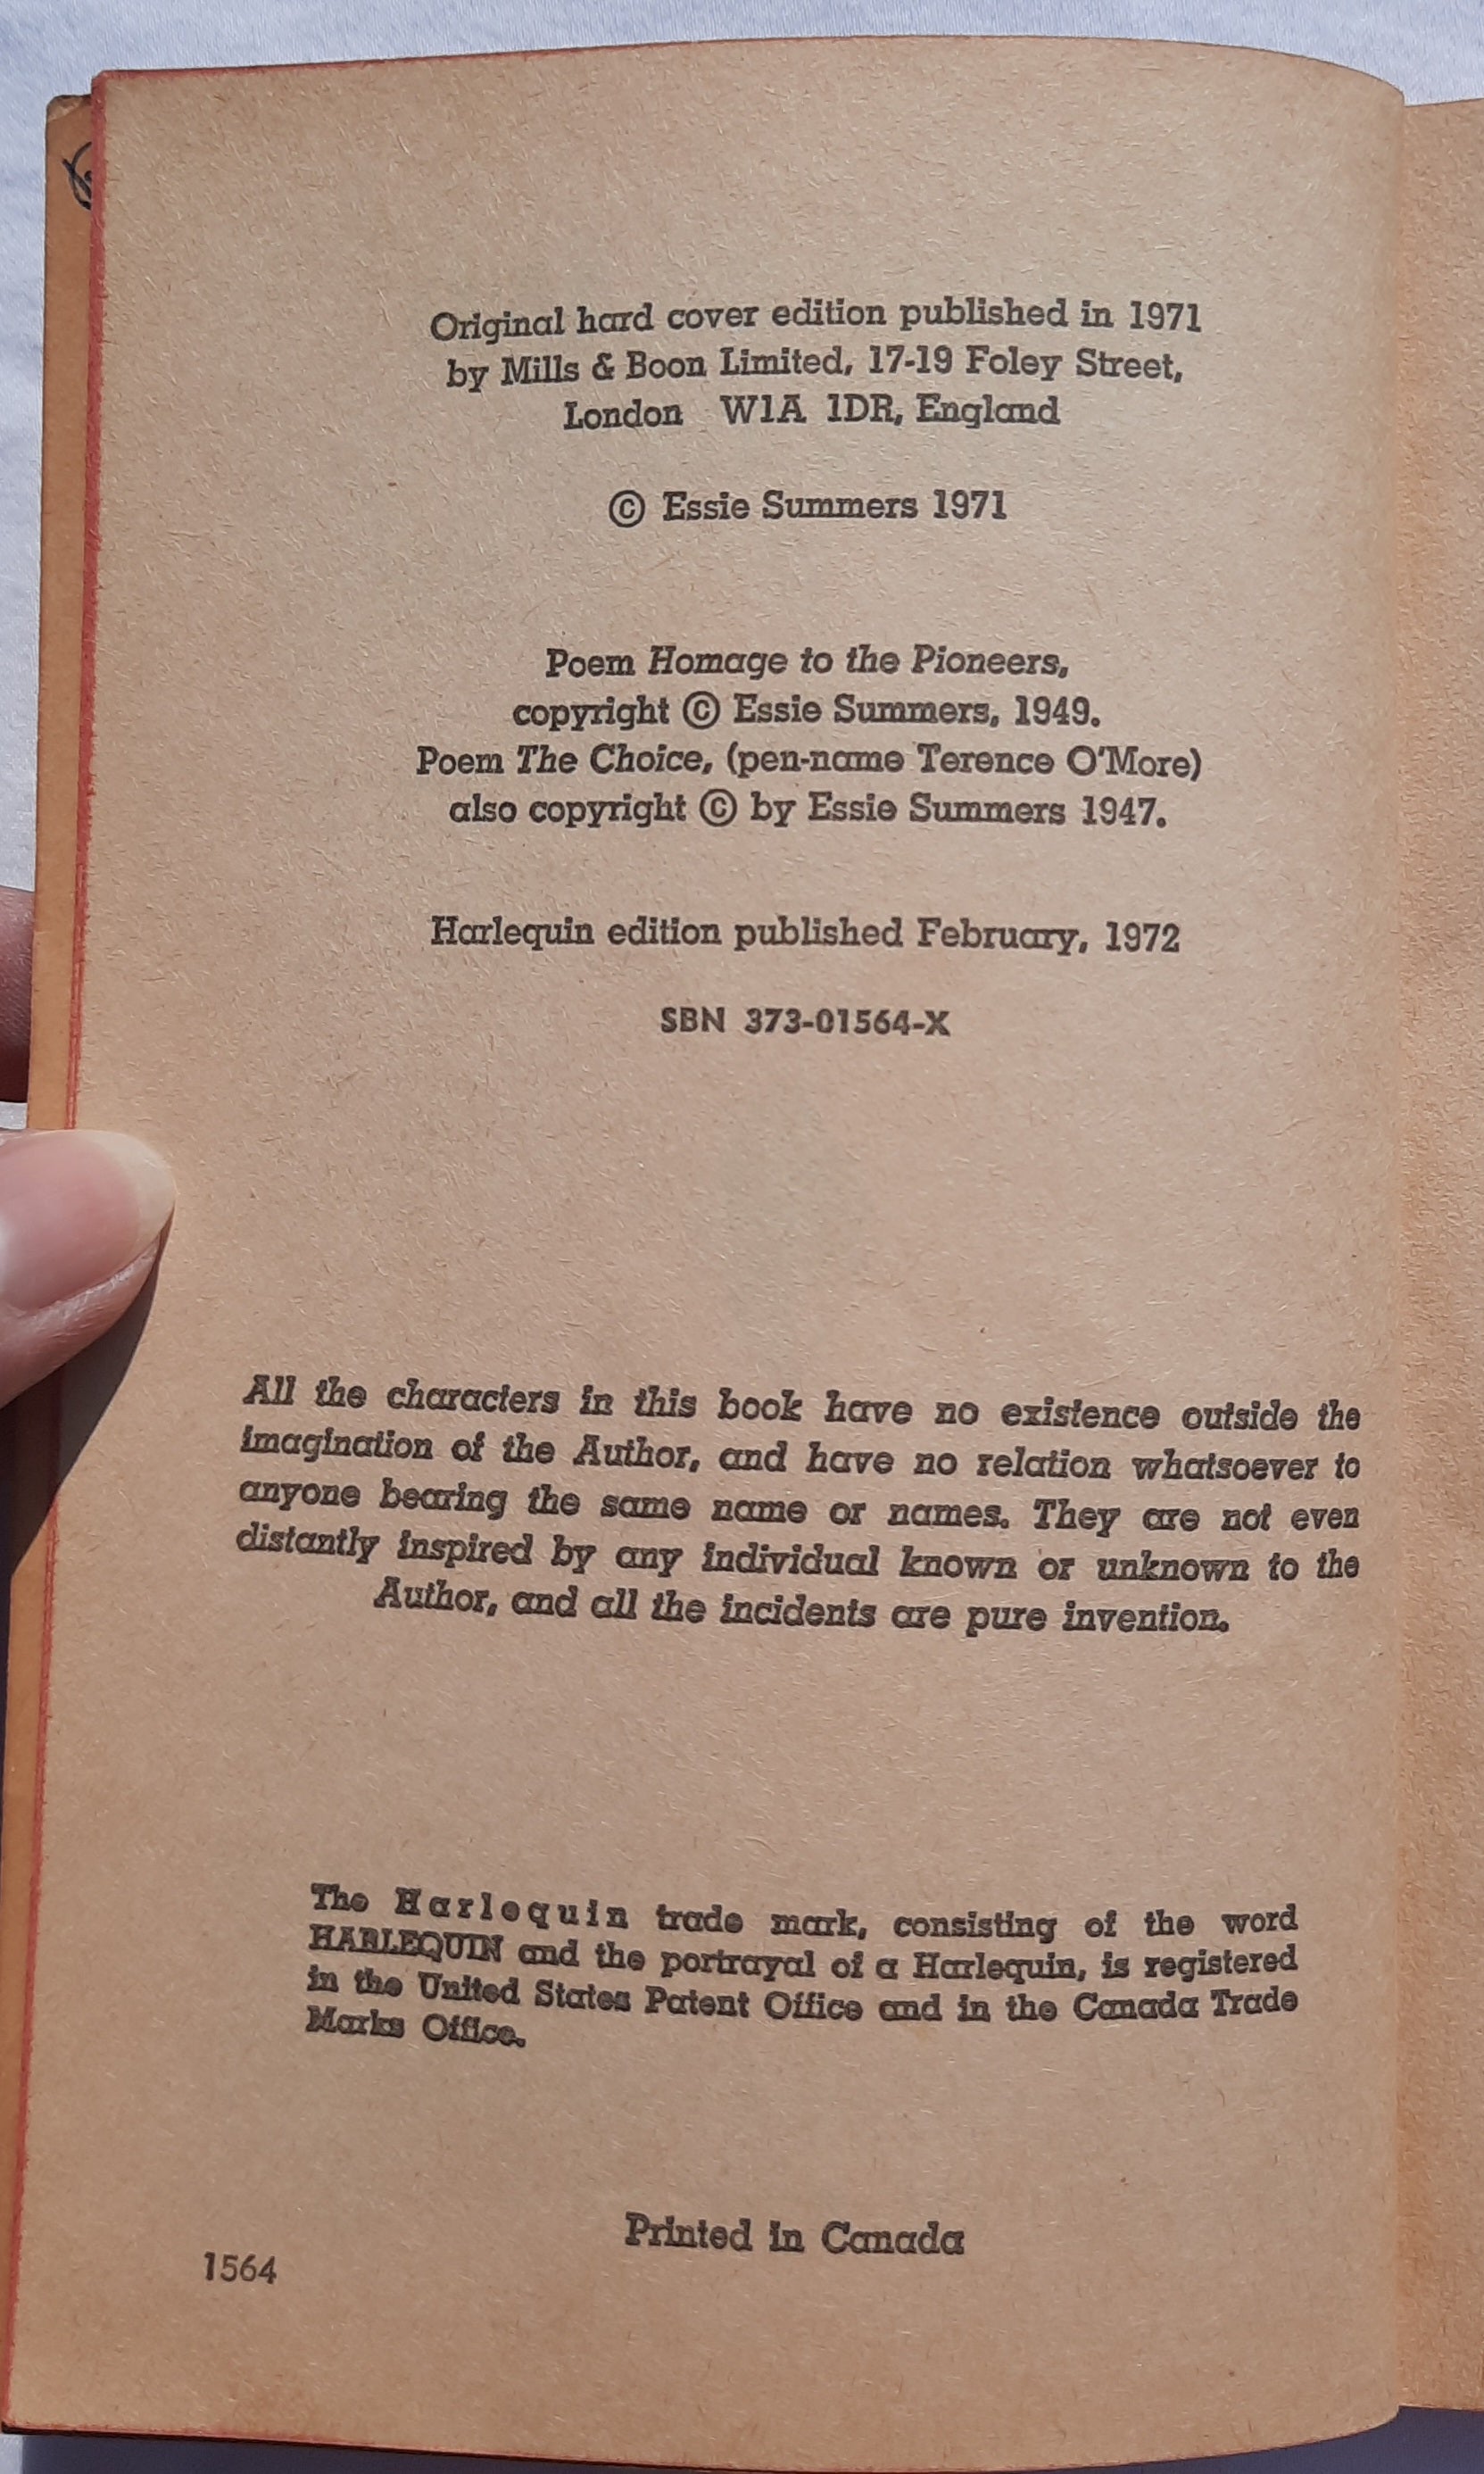 Original hard cover edition published in 1971
by Mills & Boon Limited, 17-19 Foley Street,
London W1A 1DR, England
© Essie Summers 1971
Poem Homage to the Pioneers,
copyright © Essie Summers, 1949.
Poem The Choice, (pen-name Terence O'More)
also copyright © by Essie Summers 1947.
Harlequin edition published February, 1972
SBN 373-01564-X
All the characters in this book have no existence outside the
imagination of the Author, and have no relation whatsoever to
anyone bearing the same name or names. They are not even
distantly inspired by any individual known or unknown to the
Author, and all the incidents are pure invention.
The Harlequin trade mark, consisting of the word
HARLEQUIN and the portrayal of a Harlequin, is registered
in the United States Patent Office and in the Canada Trade
Marks Office.
Printed in Canada
1564